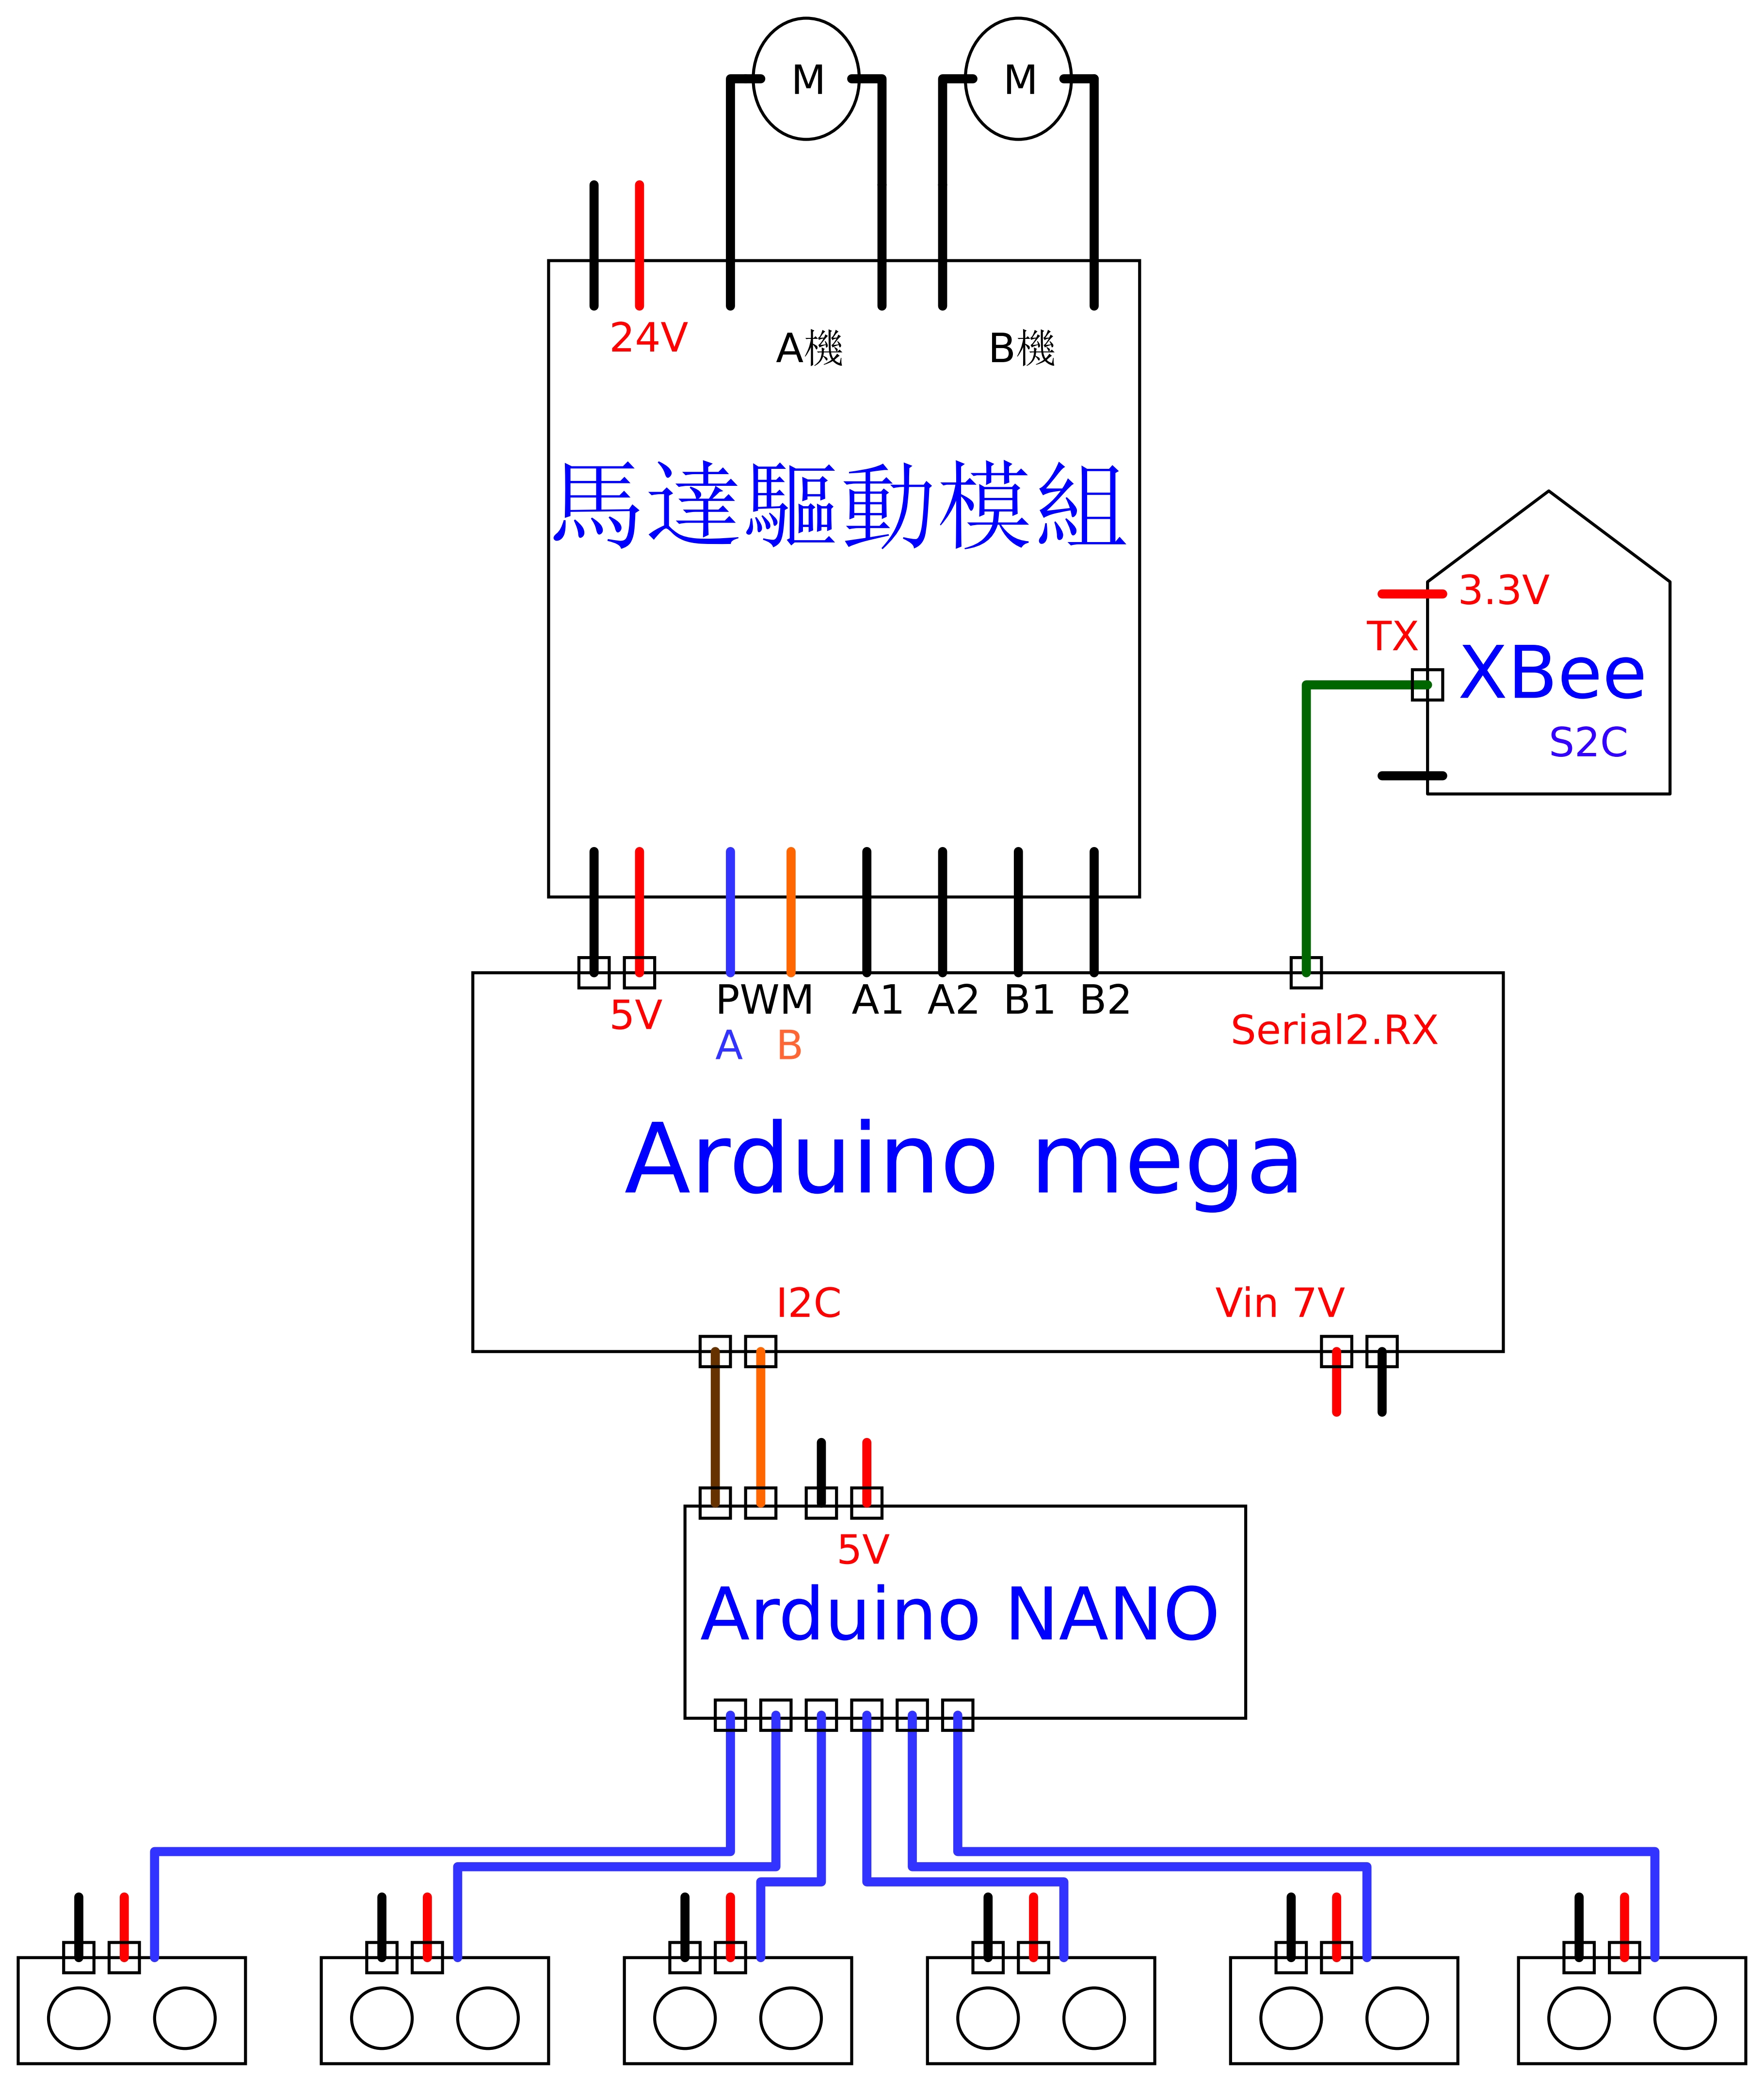 M
M
24V
A機
B機
馬達驅動模組
3.3V
TX
XBee
S2C
5V
PWM
A1
A2
B1
B2
A
B
Serial2.RX
Arduino mega
I2C
Vin 7V
5V
Arduino NANO